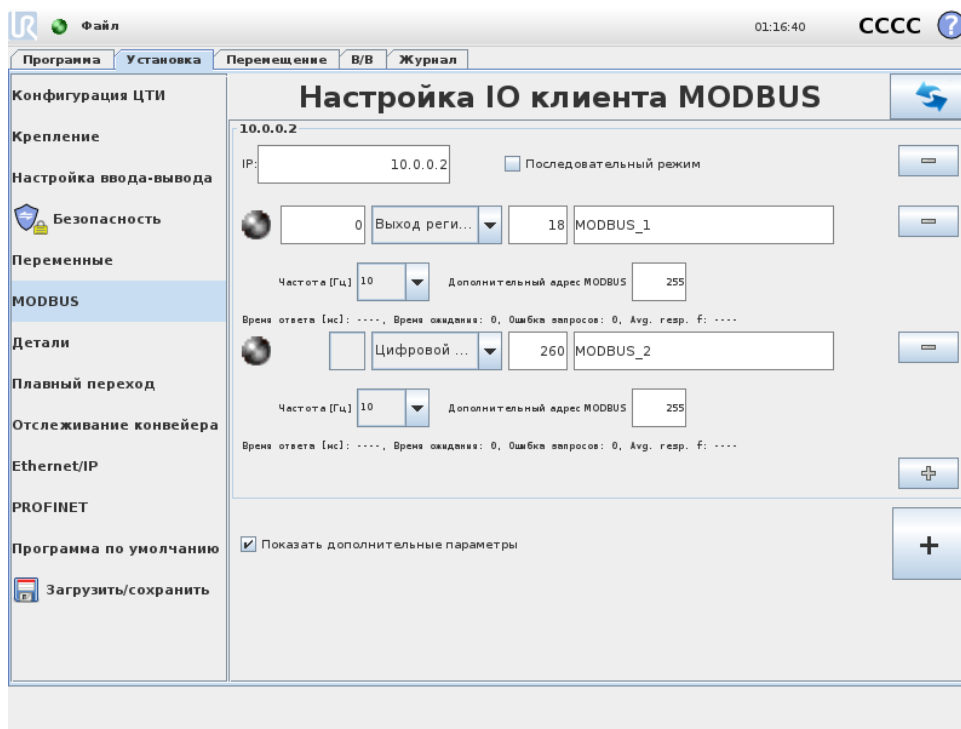 UR Файл 01:16:40 CCCC ?
Программа Установка Перемещение В/В Журнал
Конфигурация ЦТИ
Крепление
Настройка ввода-вывода
Безопасность
Переменные
MODBUS
Детали
Плавный переход
Отслеживание конвейера
Ethernet/IP
PROFINET
Программа по умолчанию
Загрузить/сохранить
Настройка IO клиента MODBUS
10.0.0.2
IP: 10.0.0.2 Последовательный режим
0 Выход реги... 18 MODBUS_1
Частота [Гц] 10 Дополнительный адрес MODBUS 255
Время ответа [мс]: ----, Время ожидания: 0, Ошибка запросов: 0, Avg. resp. f: ----
Цифровой ... 260 MODBUS_2
Частота [Гц] 10 Дополнительный адрес MODBUS 255
Время ответа [мс]: ----, Время ожидания: 0, Ошибка запросов: 0, Avg. resp. f: ----
Показать дополнительные параметры